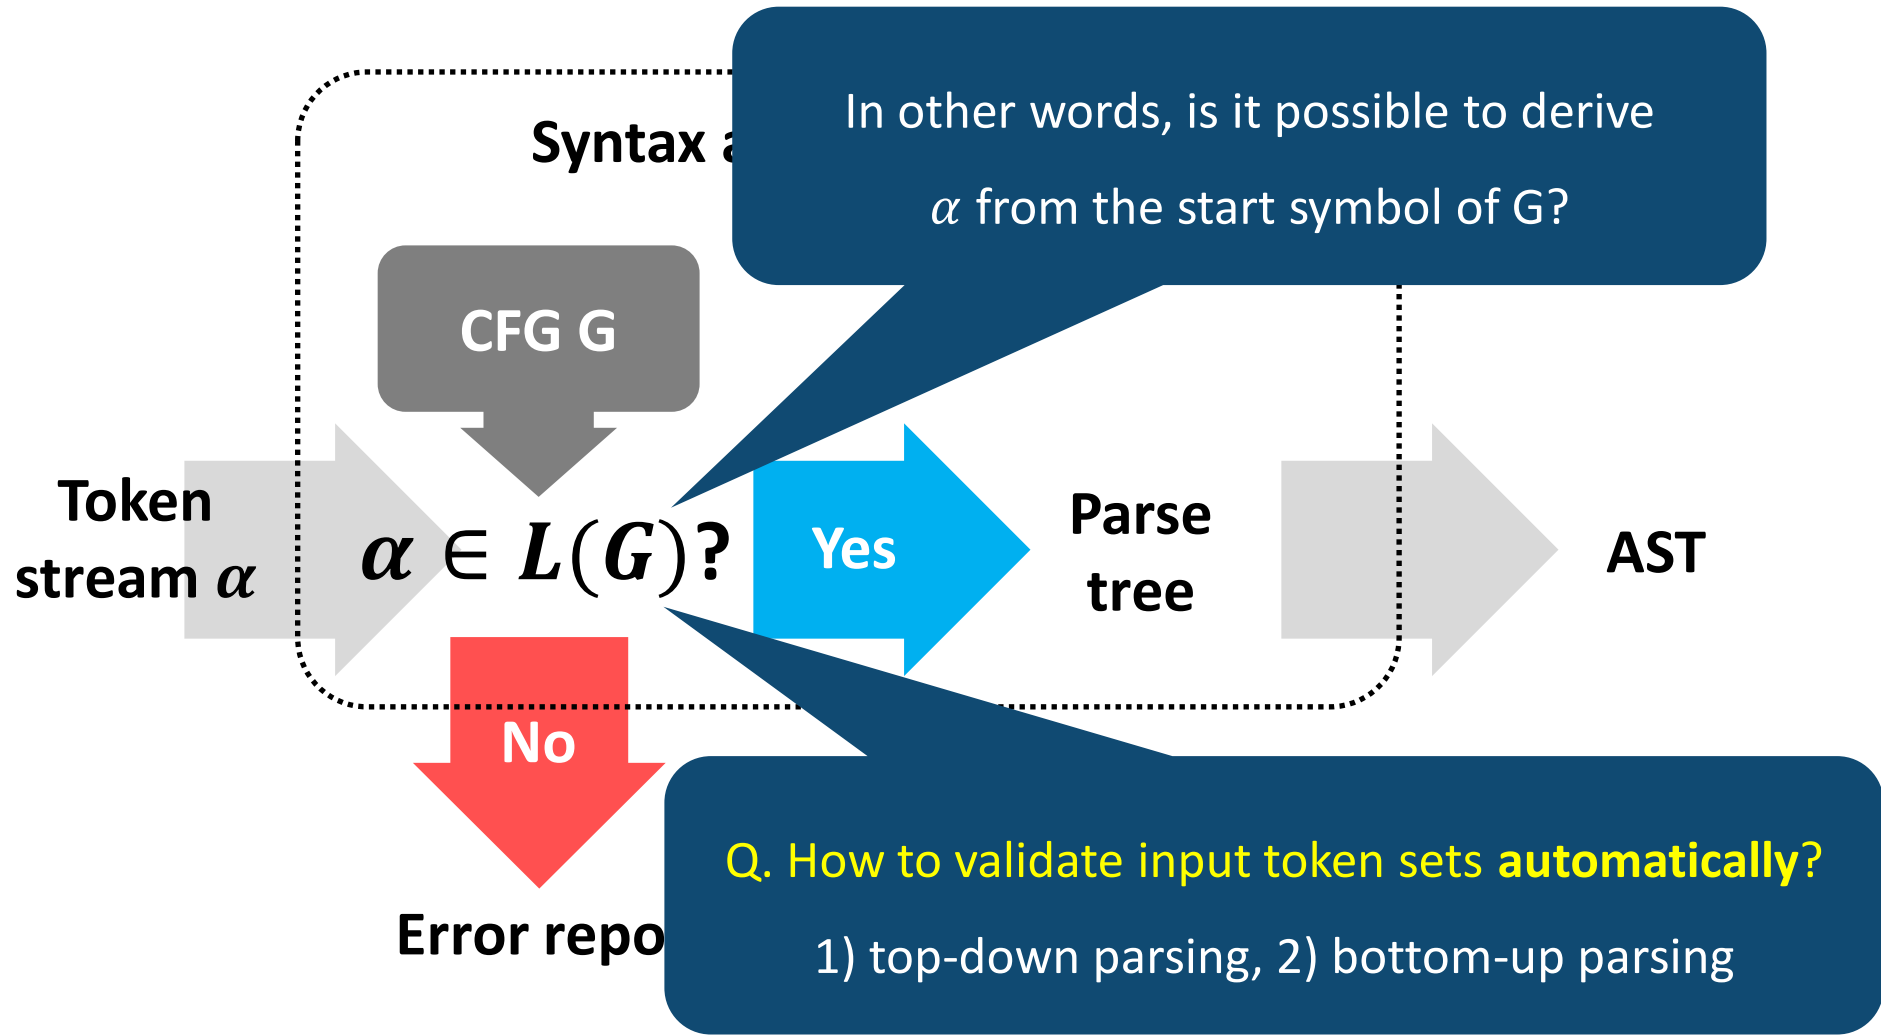 In other words, is it possible to derive
α from the start symbol of G?
Syntax
CFG G
Token
stream α
α ∈ L(G)?
Yes
Parse
tree
AST
No
Q. How to validate input token sets automatically?
1) top-down parsing, 2) bottom-up parsing
Error repo